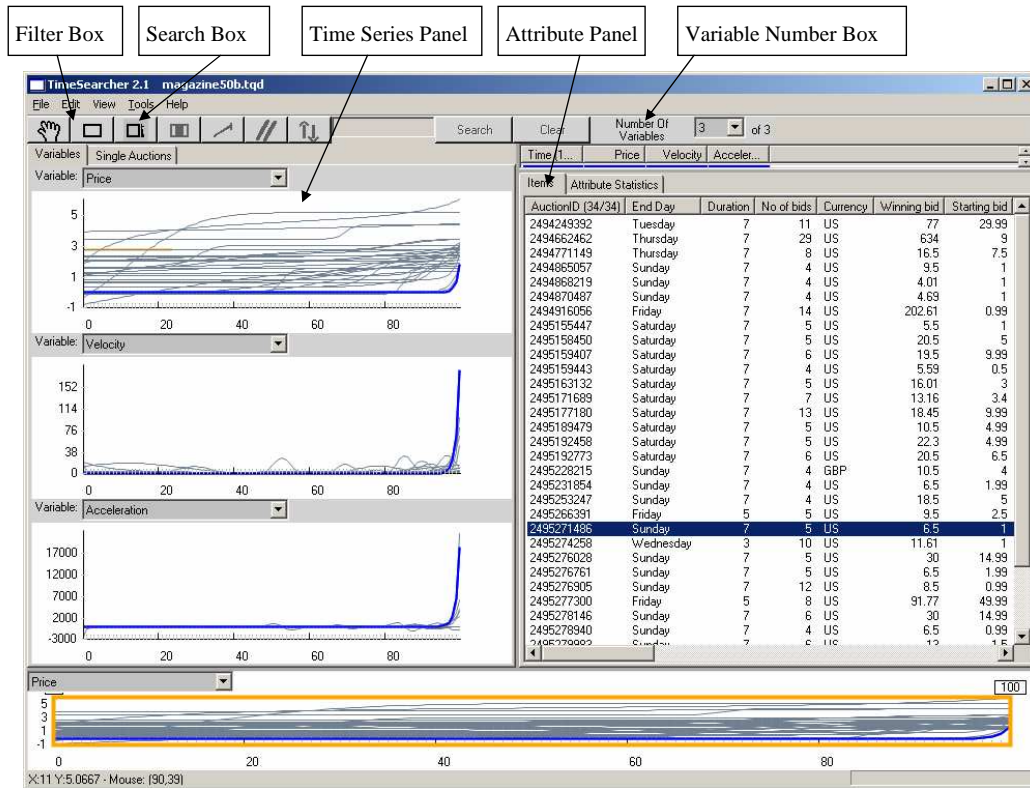 Filter Box Search Box Time Series Panel Attribute Panel Variable Number Box
TimeSearcher 2.1 magazine50b.tqd
File Edit View Tools Help
Search Clear Number Of Variables 3 of 3
Variables Single Auctions
Time (1... Price Velocity Acceler...
Variable: Price
5
3
1
-1
0 20 40 60 80
Variable: Velocity
152
114
76
38
0
0 20 40 60 80
Variable: Acceleration
17000
12000
7000
2000
-3000
0 20 40 60 80
Items Attribute Statistics
AuctionID (34/34) End Day Duration No of bids Currency Winning bid Starting bid
2494249392 Tuesday 7 11 US 77 29.99
2494662462 Thursday 7 29 US 634 9
2494771149 Thursday 7 8 US 16.5 7.5
2494865057 Sunday 7 4 US 9.5 1
2494868219 Sunday 7 4 US 4.01 1
2494870487 Sunday 7 4 US 4.69 1
2494916056 Friday 7 14 US 202.61 0.99
2495155447 Saturday 7 5 US 5.5 1
2495158450 Saturday 7 5 US 20.5 5
2495159407 Saturday 7 6 US 19.5 9.99
2495159443 Saturday 7 4 US 5.59 0.5
2495163132 Saturday 7 5 US 16.01 3
2495171689 Saturday 7 7 US 13.16 3.4
2495177180 Saturday 7 13 US 18.45 9.99
2495189479 Saturday 7 5 US 10.5 4.99
2495192458 Saturday 7 5 US 22.3 4.99
2495192773 Saturday 7 6 US 20.5 6.5
2495228215 Sunday 7 4 GBP 10.5 4
2495231854 Sunday 7 4 US 6.5 1.99
2495253247 Sunday 7 4 US 18.5 5
2495266391 Friday 5 5 US 9.5 2.5
2495271486 Sunday 7 5 US 6.5 1
2495274258 Wednesday 3 10 US 11.61 1
2495276028 Sunday 7 5 US 30 14.99
2495276761 Sunday 7 5 US 6.5 1.99
2495276905 Sunday 7 12 US 8.5 0.99
2495277300 Friday 5 8 US 91.77 49.99
2495278146 Sunday 7 6 US 30 14.99
2495278940 Sunday 7 4 US 6.5 0.99
Price
100
5
3
1
-1
0 20 40 60 80
X:11 Y:5.0667 - Mouse: (90,39)